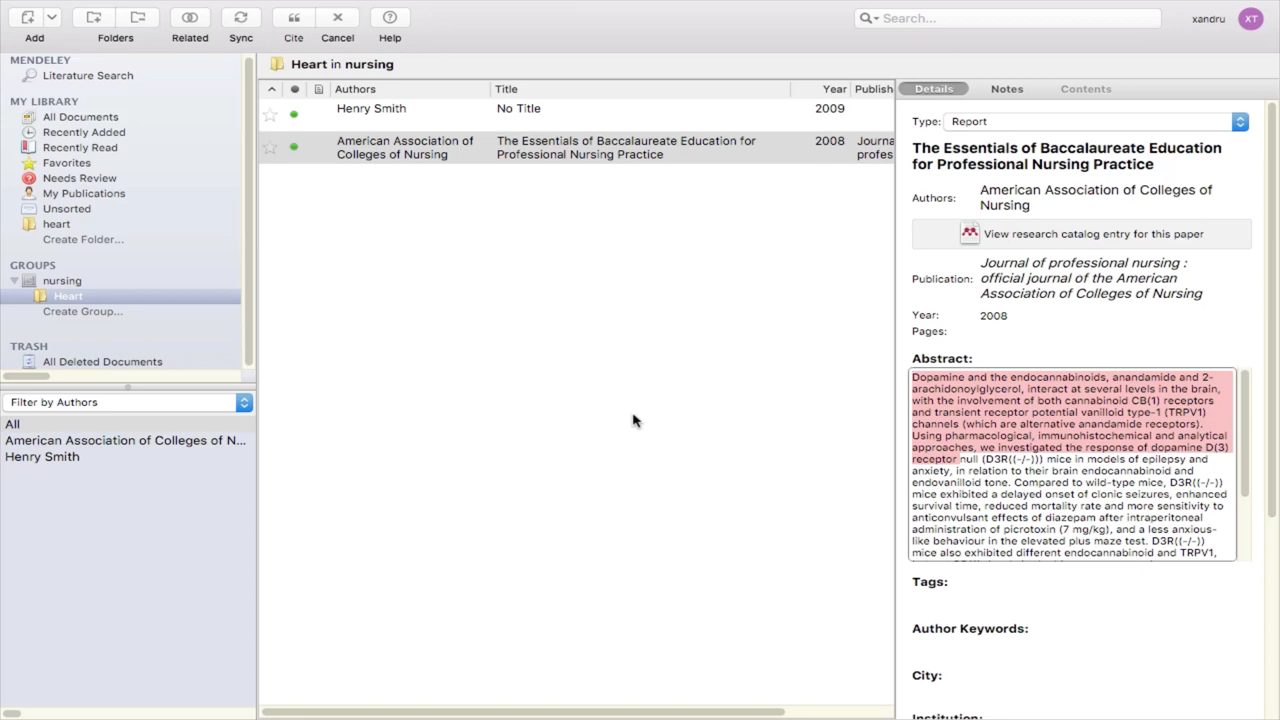 Add
Folders
Related
Sync
Cite
Cancel
Help
Search...
xandru
XT
MENDELEY
Literature Search
MY LIBRARY
All Documents
Recently Added
Recently Read
Favorites
Needs Review
My Publications
Unsorted
heart
Create Folder...
GROUPS
nursing
Heart
Create Group...
TRASH
All Deleted Documents
Filter by Authors
All
American Association of Colleges of N...
Henry Smith
Heart in nursing
Authors Title Year Publish
Henry Smith No Title 2009
American Association of The Essentials of Baccalaureate Education for 2008 Journa
Colleges of Nursing Professional Nursing Practice profes
Details Notes Contents
Type: Report
The Essentials of Baccalaureate Education
for Professional Nursing Practice
Authors: American Association of Colleges of
Nursing
View research catalog entry for this paper
Journal of professional nursing :
Publication: official journal of the American
Association of Colleges of Nursing
Year: 2008
Pages:
Abstract:
Dopamine and the endocannabinoids, anandamide and 2-
arachidonoylglycerol, interact at several levels in the brain,
with the involvement of both cannabinoid CB(1) receptors
and transient receptor potential vanilloid type-1 (TRPV1)
channels (which are alternative anandamide receptors).
Using pharmacological, immunohistochemical and analytical
approaches, we investigated the response of dopamine D(3)
receptor null (D3R((-/-))) mice in models of epilepsy and
anxiety, in relation to their brain endocannabinoid and
endovanilloid tone. Compared to wild-type mice, D3R((-/-))
mice exhibited a delayed onset of clonic seizures, enhanced
survival time, reduced mortality rate and more sensitivity to
anticonvulsant effects of diazepam after intraperitoneal
administration of picrotoxin (7 mg/kg), and a less anxious-
like behaviour in the elevated plus maze test. D3R((-/-))
mice also exhibited different endocannabinoid and TRPV1,
Tags:
Author Keywords:
City:
Institution: